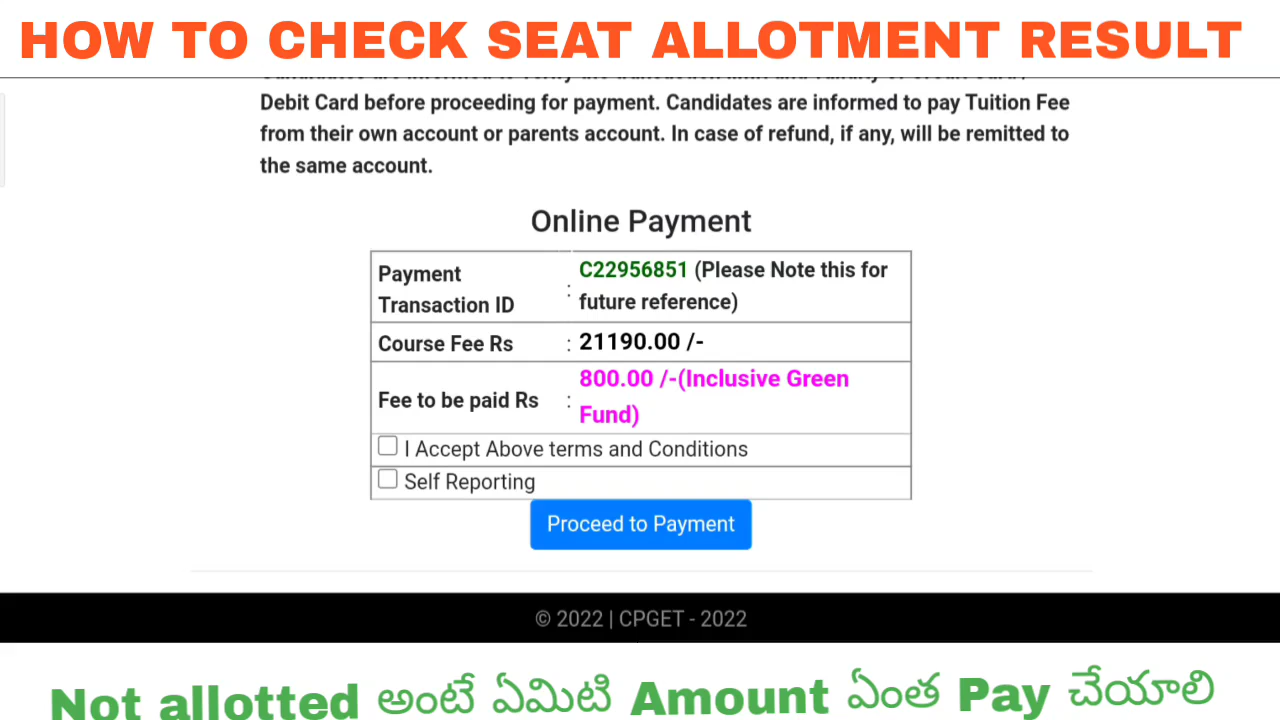 HOW TO CHECK SEAT ALLOTMENT RESULT
Debit Card before proceeding for payment. Candidates are informed to pay Tuition Fee
from their own account or parents account. In case of refund, if any, will be remitted to
the same account.
Online Payment
Payment Transaction ID : C22956851 (Please Note this for future reference)
Course Fee Rs : 21190.00 /-
Fee to be paid Rs : 800.00 /-(Inclusive Green Fund)
I Accept Above terms and Conditions
Self Reporting
Proceed to Payment
© 2022 | CPGET - 2022
Not allotted అంటే ఏమిటి Amount ఏంత Pay చేయాలి